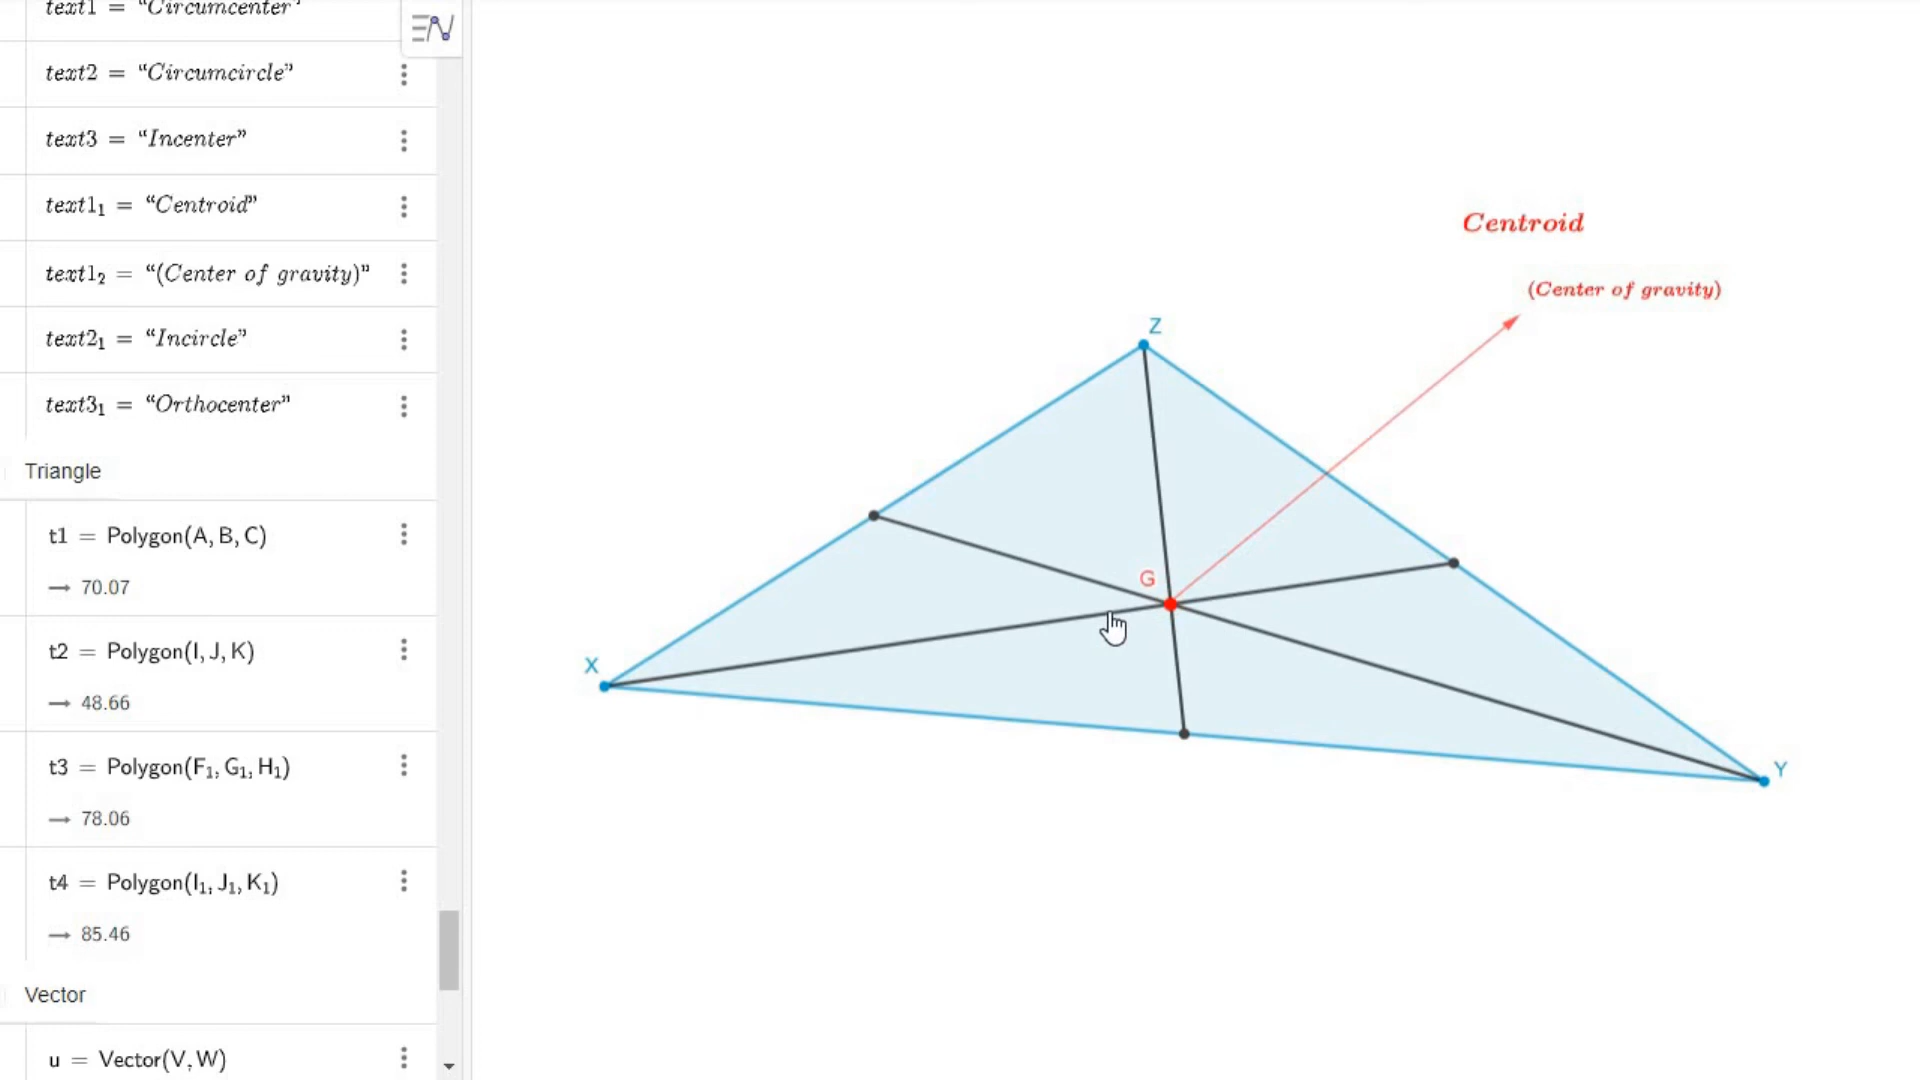 text1 = “Circumcenter”
text2 = “Circumcircle”
text3 = “Incenter”
text1₁ = “Centroid”
text1₂ = “(Center of gravity)”
text2₁ = “Incircle”
text3₁ = “Orthocenter”
Triangle
t1 = Polygon(A, B, C)
→ 70.07
t2 = Polygon(I, J, K)
→ 48.66
t3 = Polygon(F₁, G₁, H₁)
→ 78.06
t4 = Polygon(I₁, J₁, K₁)
→ 85.46
Vector
u = Vector(V, W)
Centroid
(Center of gravity)
Z
G
X
Y